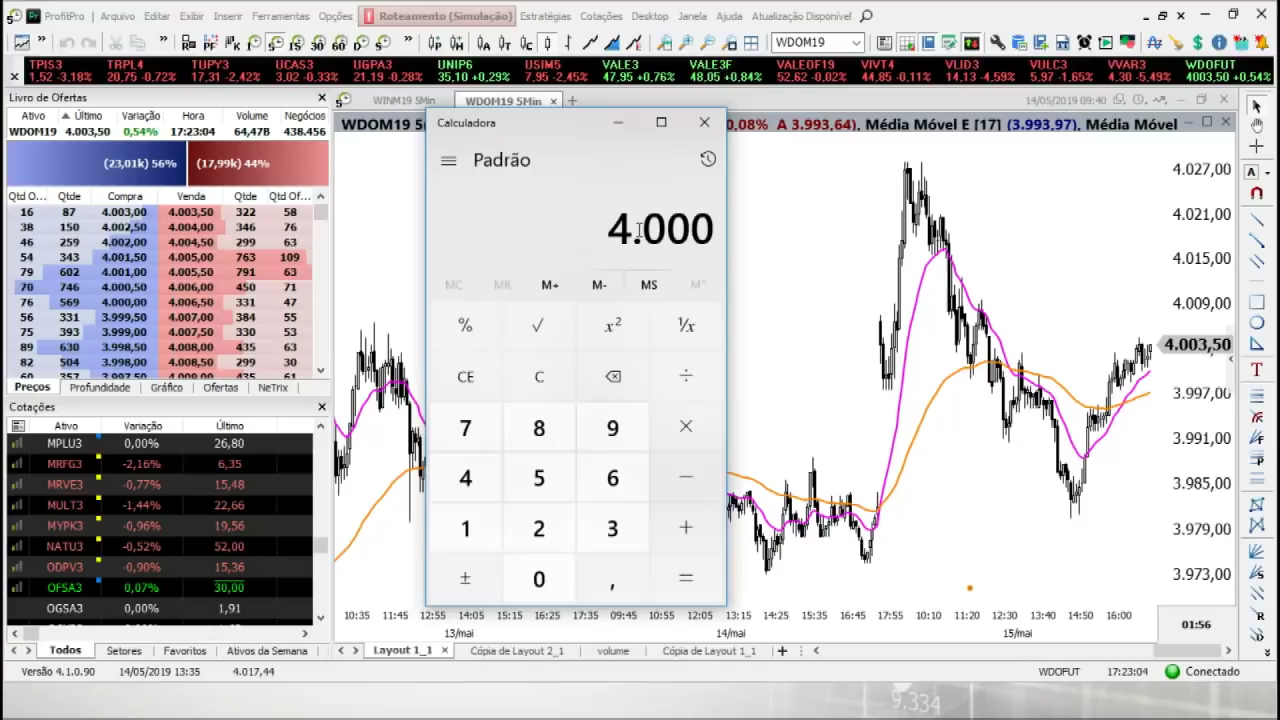 ProfitPro Arquivo Editar Exibir Inserir Ferramentas Opções Roteamento (Simulação) Estratégias Cotações Desktop Janela Ajuda Atualização Disponível
5 15 30 60 D S WDOM19
TPIS3 TRPL4 TUPY3 UCAS3 UGPA3 UNIP6 USIM5 VALE3 VALE3F VALEOF19 VIVT4 VLID3 VULC3 VVAR3 WDOFUT
1,52 -3,18% 20,75 -0,72% 17,31 -2,42% 3,02 -0,33% 21,19 -0,28% 35,10 +0,29% 7,95 -2,45% 47,95 +0,76% 48,05 +0,84% 52,62 -0,02% 44,85 -0,11% 14,13 -4,59% 5,97 -1,65% 4,30 -5,49% 4003,50 +0,54%
Livro de Ofertas
Ativo Último Variação Hora Volume Negócios
WDOM19 4.003,50 0,54% 17:23:04 64,47B 438.456
(23,01k) 56% (17,99k) 44%
Qtd O... Qtde Compra Venda Qtde Qtd Of...
16 87 4.003,00 4.003,50 322 58
38 150 4.002,50 4.004,00 346 76
46 259 4.002,00 4.004,50 299 63
54 343 4.001,50 4.005,00 763 109
79 602 4.001,00 4.005,50 791 63
70 746 4.000,50 4.006,00 450 71
76 569 4.000,00 4.006,50 331 47
56 331 3.999,50 4.007,00 384 55
75 393 3.999,00 4.007,50 330 53
89 630 3.998,50 4.008,00 435 63
82 504 3.998,00 4.008,50 299 30
Preços Profundidade Gráfico Ofertas NeTrix
Cotações
Ativo Variação Último
MPLU3 0,00% 26,80
MRFG3 -2,16% 6,35
MRVE3 -0,77% 15,48
MULT3 -1,44% 22,66
MYPK3 -0,96% 19,56
NATU3 -0,52% 52,00
ODPV3 -0,90% 15,36
OFSA3 0,07% 30,00
OGSA3 0,00% 1,91
Todos Setores Favoritos Ativos da Semana
WINM19 5Min WDOM19 5Min 14/05/2019 09:40
WDOM19 5m
0,08% A 3.993,64), Média Móvel E [17] (3.993,97), Média Móvel
Calculadora
Padrão
4.000
MC MR M+ M- MS M
% √ x² ¹/x
CE C ÷
7 8 9 ×
4 5 6 −
1 2 3 +
± 0 , =
4.027,00
4.021,00
4.015,00
4.009,00
4.003,50
3.997,00
3.991,00
3.985,00
3.979,00
3.973,00
10:35 11:45 12:55 14:05 15:15 16:25 17:35 09:45 10:55 12:05 13:15 14:25 15:35 16:45 17:55 10:10 11:20 12:30 13:40 14:50 16:00
13/mai 14/mai 15/mai
01:56
Layout 1_1 Cópia de Layout 2_1 volume Cópia de Layout 1_1
Versão 4.1.0.90 14/05/2019 13:35 4.017,44 WDOFUT 17:23:04 Conectado
9.334